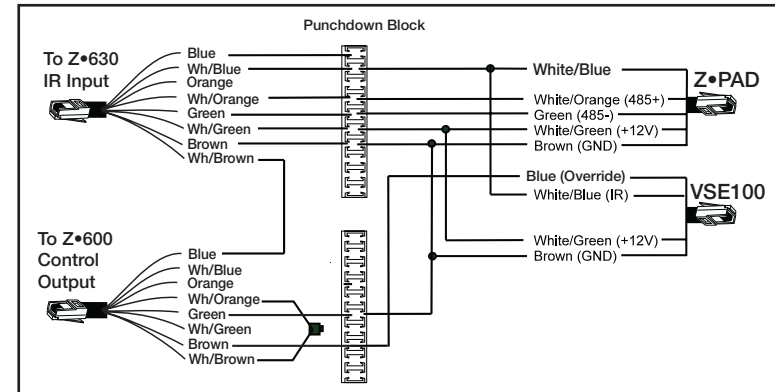 Punchdown Block
To Z•630
IR Input
Blue
Wh/Blue
Orange
Wh/Orange
Green
Wh/Green
Brown
Wh/Brown
White/Blue
White/Orange (485+)
Green (485-)
White/Green (+12V)
Brown (GND)
Z•PAD
Blue (Override)
White/Blue (IR)
White/Green (+12V)
Brown (GND)
VSE100
To Z•600
Control
Output
Blue
Wh/Blue
Orange
Wh/Orange
Green
Wh/Green
Brown
Wh/Brown